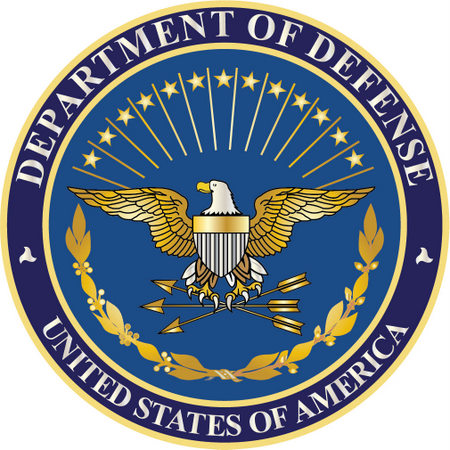 DEPARTMENT OF DEFENSE
UNITED STATES OF AMERICA